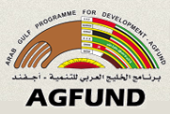 ARAB GULF PROGRAMME FOR DEVELOPMENT - AGFUND
برنامج الخليج العربي للتنمية - أجفند
AGFUND